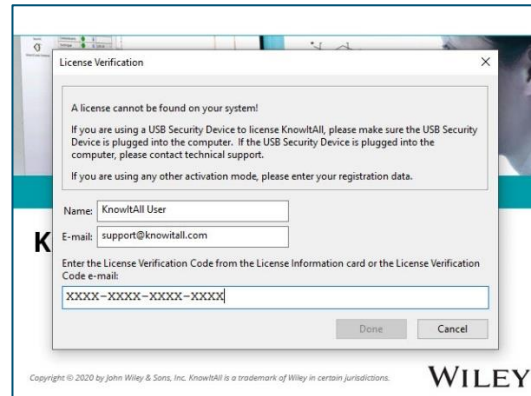 License Verification
A license cannot be found on your system!
If you are using a USB Security Device to license KnowItAll, please make sure the USB Security
Device is plugged into the computer. If the USB Security Device is plugged into the
computer, please contact technical support.
If you are using any other activation mode, please enter your registration data.
Name: KnowItAll User
E-mail: support@knowitall.com
K
Enter the License Verification Code from the License Information card or the License Verification
Code e-mail:
XXXX-XXXX-XXXX-XXXX
Done Cancel
Copyright © 2020 by John Wiley & Sons, Inc. KnowItAll is a trademark of Wiley in certain jurisdictions.
WILEY